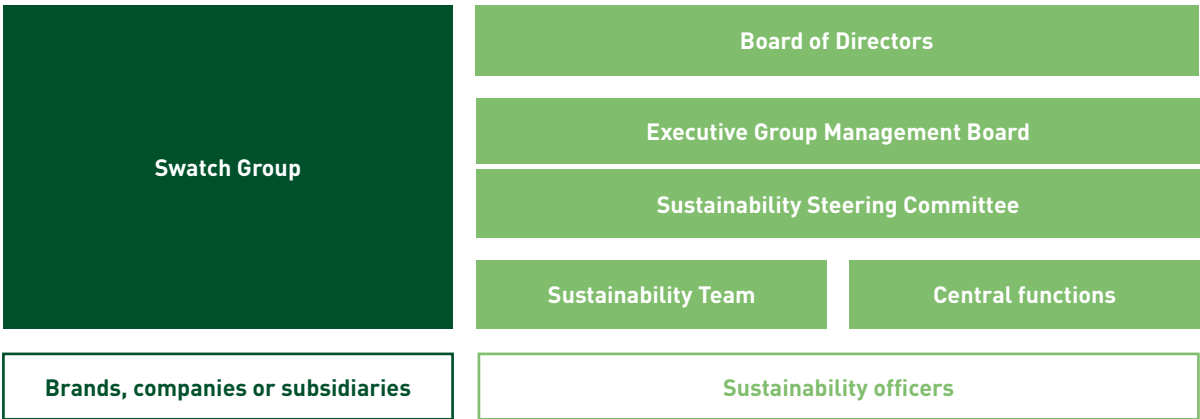 Swatch Group
Board of Directors
Executive Group Management Board
Sustainability Steering Committee
Sustainability Team
Central functions
Brands, companies or subsidiaries
Sustainability officers